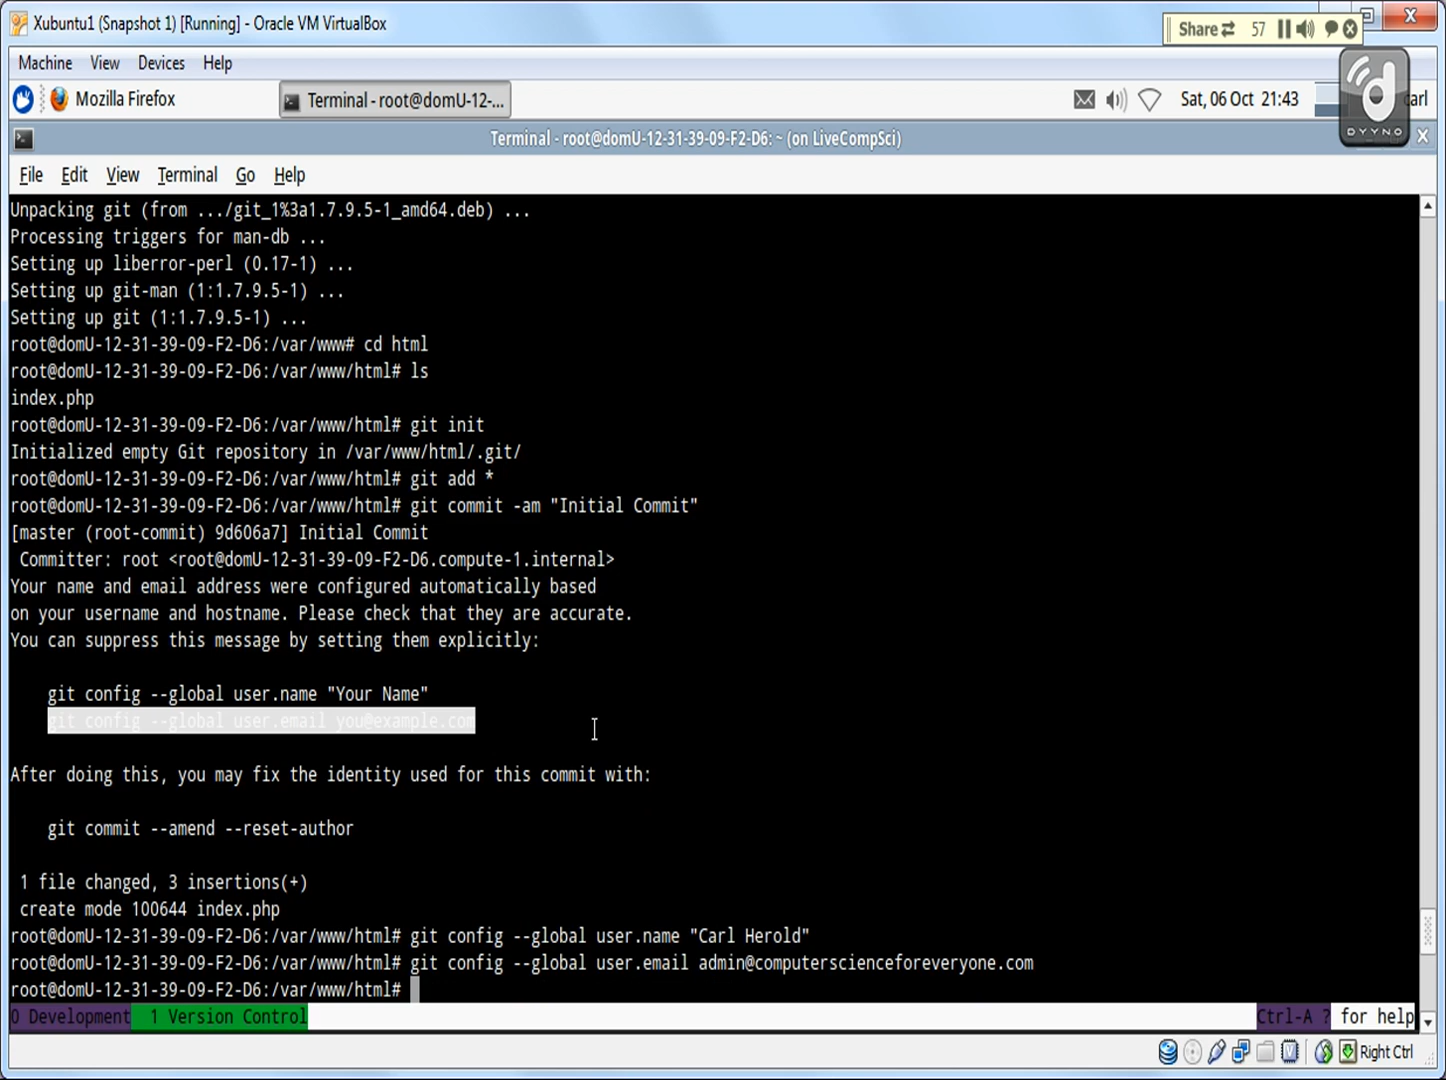 Xubuntu1 (Snapshot 1) [Running] - Oracle VM VirtualBox
Share 57
Machine View Devices Help
Mozilla Firefox Terminal - root@domU-12-... Sat, 06 Oct 21:43 carl
DYYNO
Terminal - root@domU-12-31-39-09-F2-D6: ~ (on LiveCompSci)
File Edit View Terminal Go Help
Unpacking git (from .../git_1%3a1.7.9.5-1_amd64.deb) ...
Processing triggers for man-db ...
Setting up liberror-perl (0.17-1) ...
Setting up git-man (1:1.7.9.5-1) ...
Setting up git (1:1.7.9.5-1) ...
root@domU-12-31-39-09-F2-D6:/var/www# cd html
root@domU-12-31-39-09-F2-D6:/var/www/html# ls
index.php
root@domU-12-31-39-09-F2-D6:/var/www/html# git init
Initialized empty Git repository in /var/www/html/.git/
root@domU-12-31-39-09-F2-D6:/var/www/html# git add *
root@domU-12-31-39-09-F2-D6:/var/www/html# git commit -am "Initial Commit"
[master (root-commit) 9d606a7] Initial Commit
Committer: root <root@domU-12-31-39-09-F2-D6.compute-1.internal>
Your name and email address were configured automatically based
on your username and hostname. Please check that they are accurate.
You can suppress this message by setting them explicitly:
git config --global user.name "Your Name"
git config --global user.email you@example.com
After doing this, you may fix the identity used for this commit with:
git commit --amend --reset-author
1 file changed, 3 insertions(+)
create mode 100644 index.php
root@domU-12-31-39-09-F2-D6:/var/www/html# git config --global user.name "Carl Herold"
root@domU-12-31-39-09-F2-D6:/var/www/html# git config --global user.email admin@computerscienceforeveryone.com
root@domU-12-31-39-09-F2-D6:/var/www/html#
0 Development 1 Version Control Ctrl-A ? for help
Right Ctrl